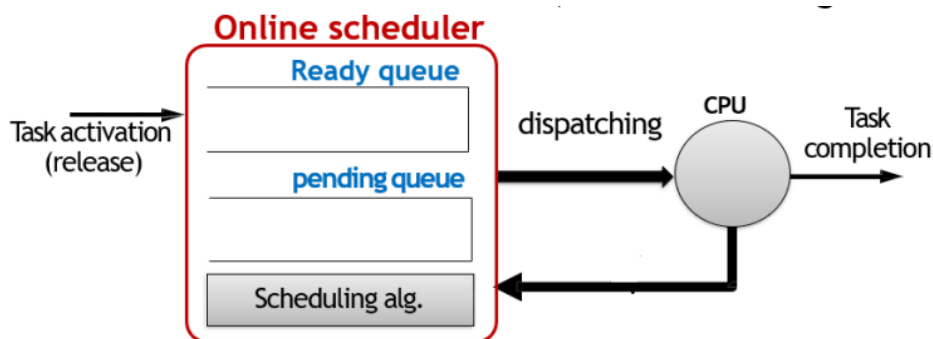 Online scheduler
Ready queue
Task activation
(release)
pending queue
Scheduling alg.
dispatching
CPU
Task
completion